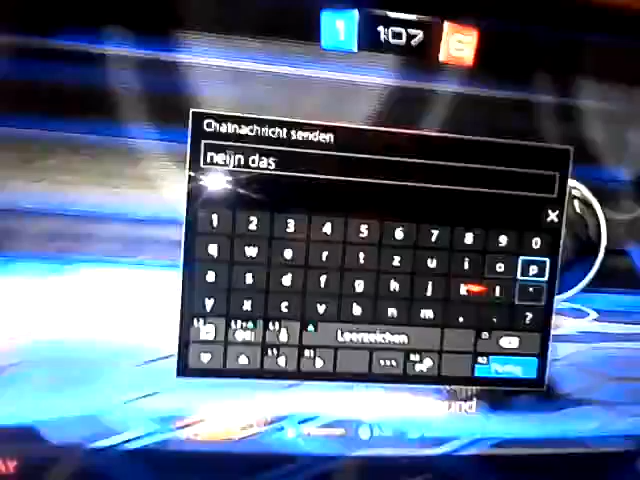 1 1:07
Chatnachricht senden
neijn das
1 2 3 4 5 6 7 8 9 0
q w e r t z u i o p
a s d f g h j k l
y x c v b n m , . ?
Leerzeichen
Fertig
und